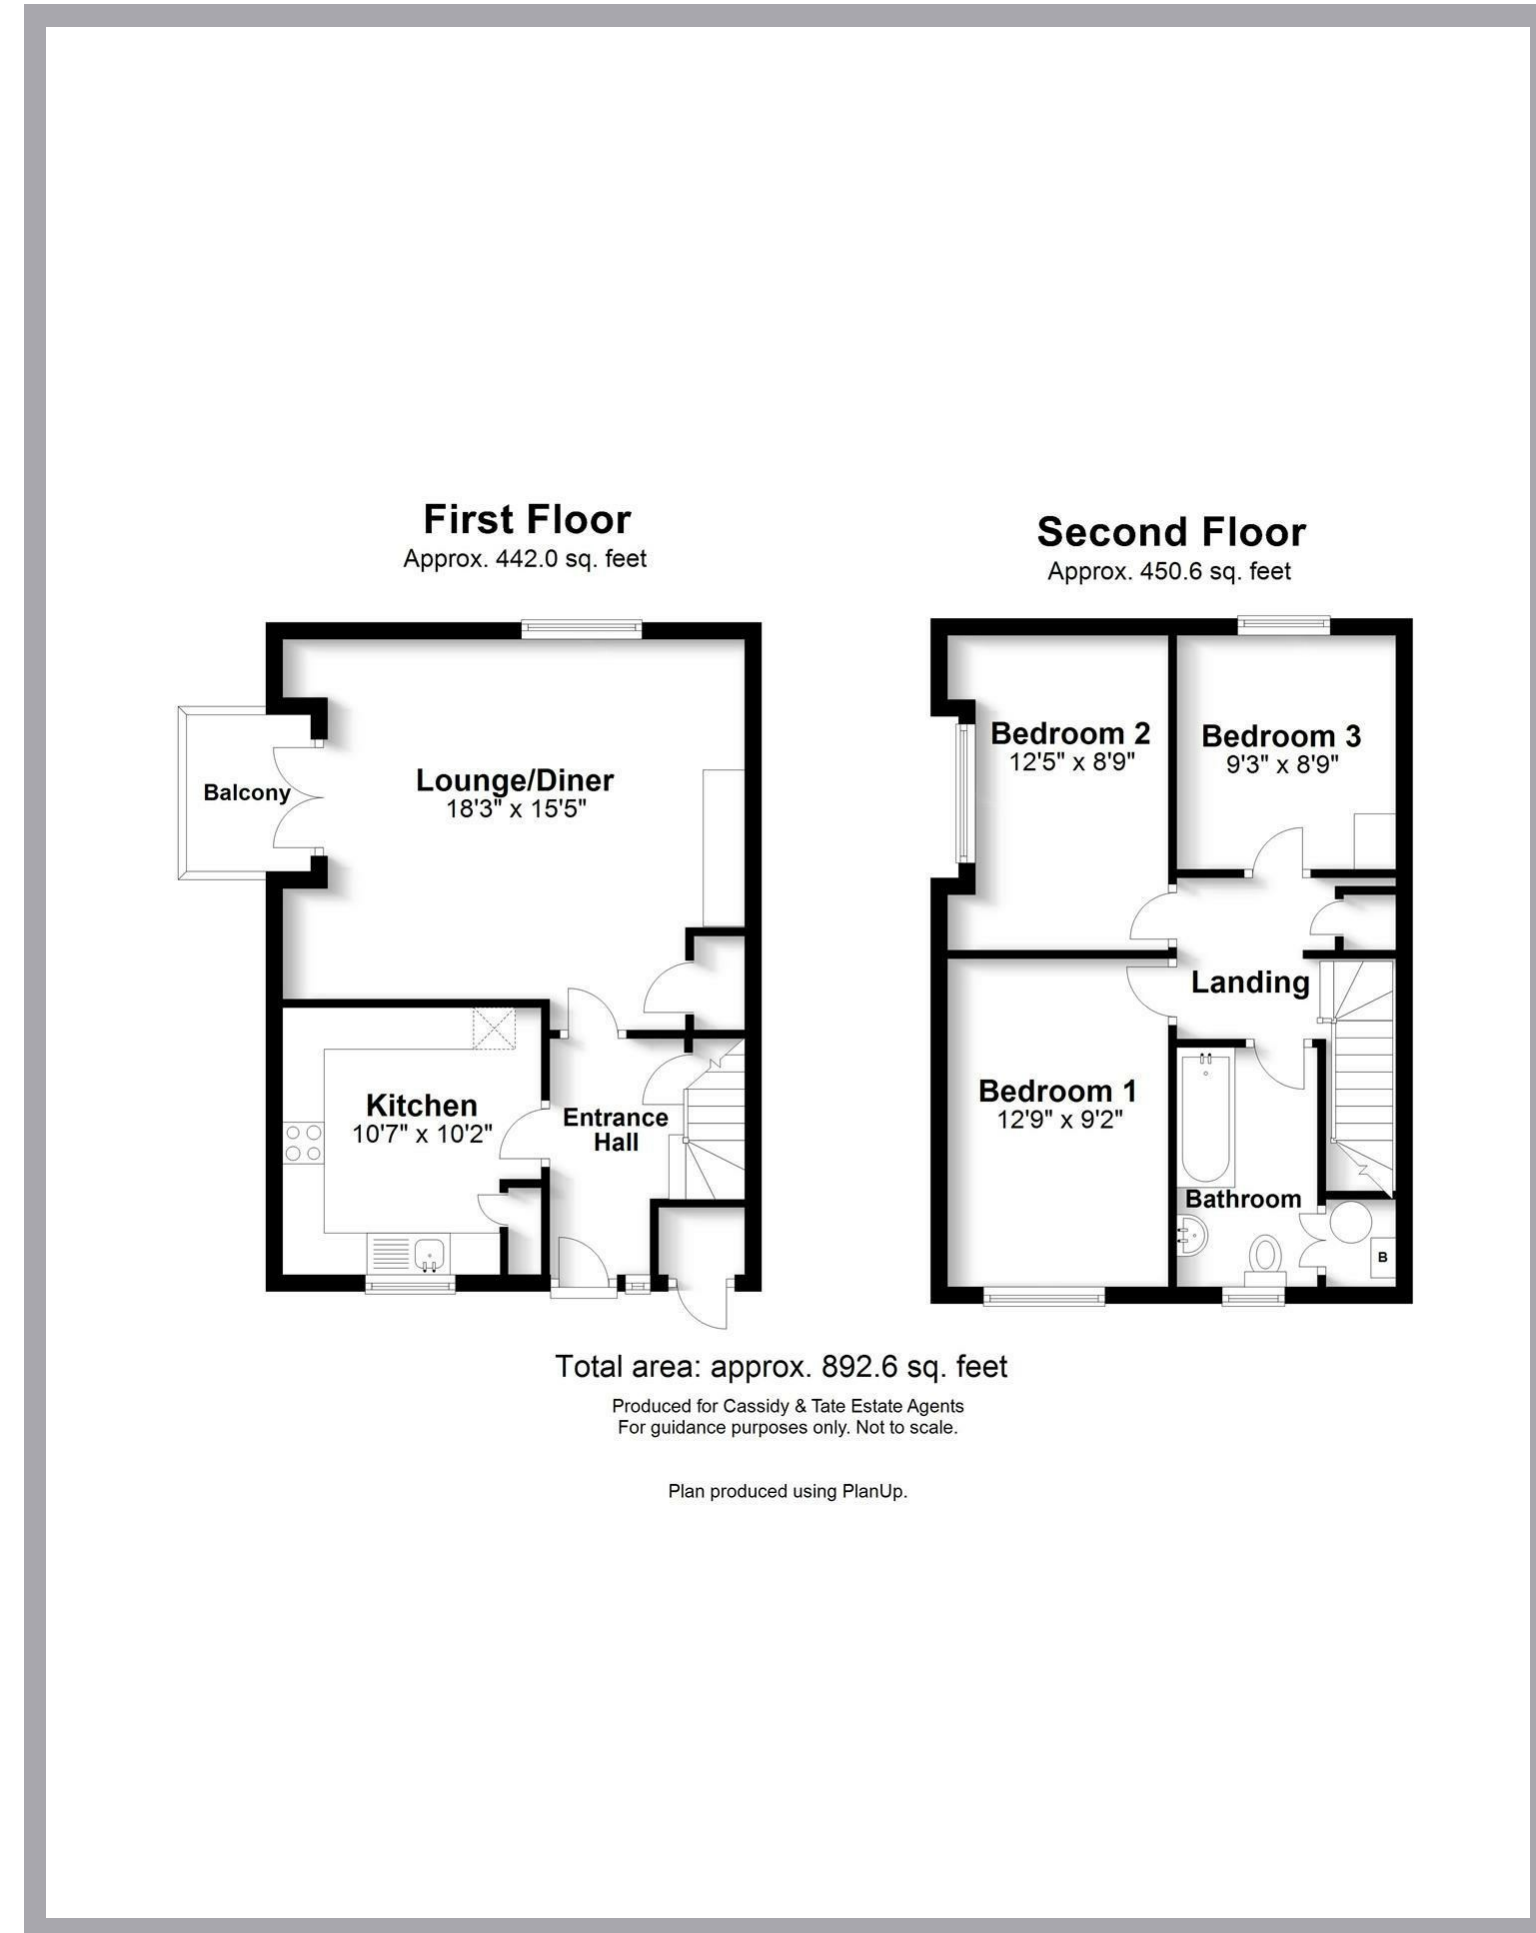 First Floor
Approx. 442.0 sq. feet
Balcony
Lounge/Diner
18'3" x 15'5"
Kitchen
10'7" x 10'2"
Entrance
Hall
Second Floor
Approx. 450.6 sq. feet
Bedroom 2
12'5" x 8'9"
Bedroom 3
9'3" x 8'9"
Landing
Bedroom 1
12'9" x 9'2"
Bathroom
B
Total area: approx. 892.6 sq. feet
Produced for Cassidy & Tate Estate Agents
For guidance purposes only. Not to scale.
Plan produced using PlanUp.